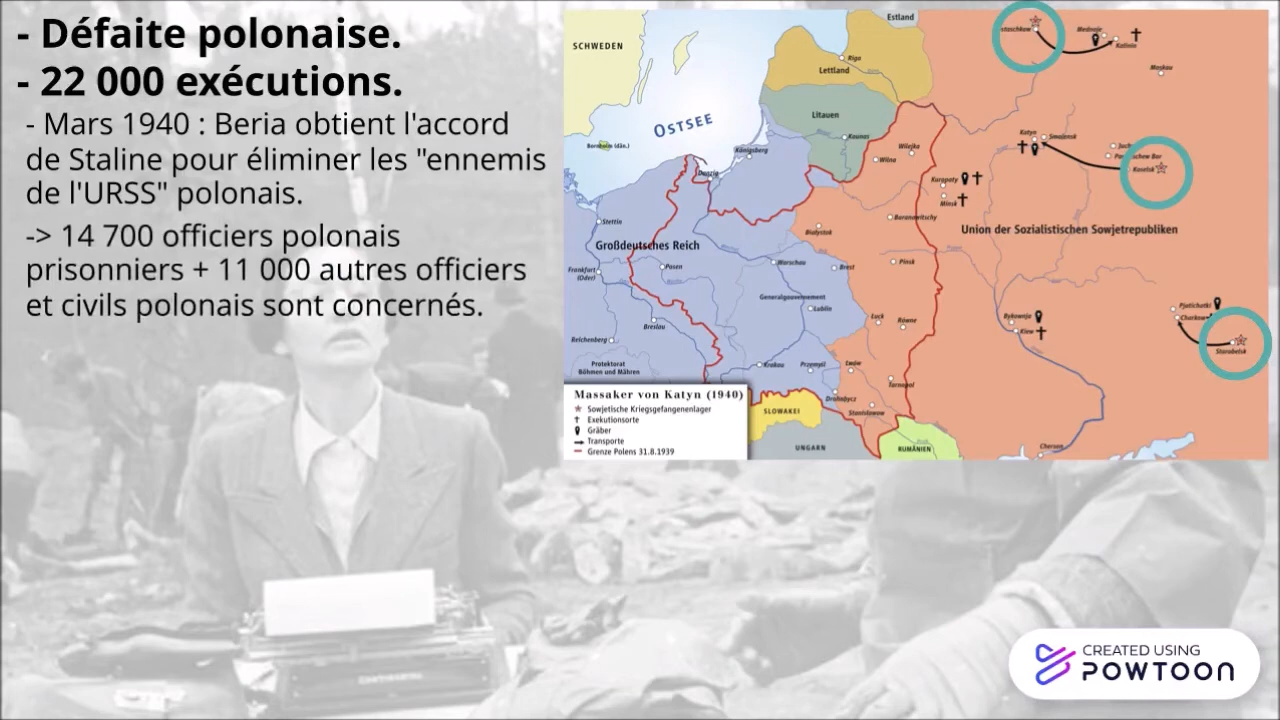 - Défaite polonaise.
- 22 000 exécutions.
- Mars 1940 : Beria obtient l'accord
de Staline pour éliminer les "ennemis
de l'URSS" polonais.
-> 14 700 officiers polonais
prisonniers + 11 000 autres officiers
et civils polonais sont concernés.
Estland
SCHWEDEN
Mednoje
Kalinin
Riga
Lettland
Moskau
Litauen
OSTSEE
Kaunas
Katyn
Smolensk
Bornholm (dän.)
Königsberg
Wilejka
Wilna
Danzig
Koselsk
Kuropaty
Minsk
Stettin
Baranowitschy
Bialystok
Union der Sozialistischen Sowjetrepubliken
Großdeutsches Reich
Posen
Warschau
Brest
Pinsk
Frankfurt
(Oder)
Generalgouvernement
Lublin
Pjatichatki
Charkow
Breslau
Luck
Równe
Bykownja
Kiew
Reichenberg
Starobelsk
Protektorat
Böhmen und Mähren
Krakau
Przemyśl
Lwów
Tarnopol
Drohobycz
Stanislawow
Massaker von Katyn (1940)
Sowjetische Kriegsgefangenenlager
Exekutionsorte
Gräber
Transporte
Grenze Polens 31.8.1939
SLOWAKEI
UNGARN
RUMÄNIEN
Cherson
CREATED USING
POWTOON